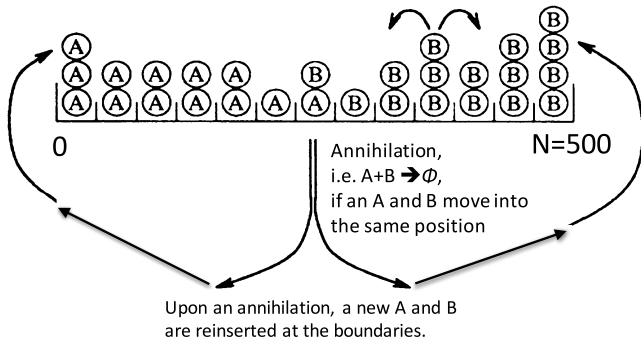 B
A B B B
A A A A A B B B B B B
A A A A A A A B B B B B B
0 N=500
Annihilation,
i.e. A+B ➔Φ,
if an A and B move into
the same position
Upon an annihilation, a new A and B
are reinserted at the boundaries.